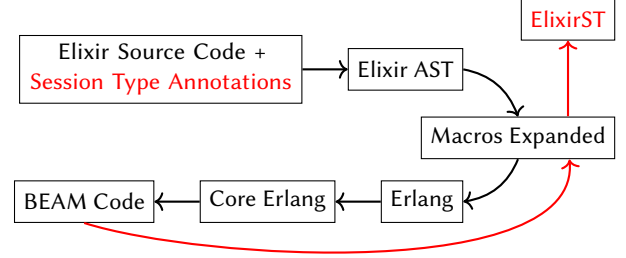 ElixirST
Elixir Source Code +
Session Type Annotations
Elixir AST
Macros Expanded
BEAM Code
Core Erlang
Erlang